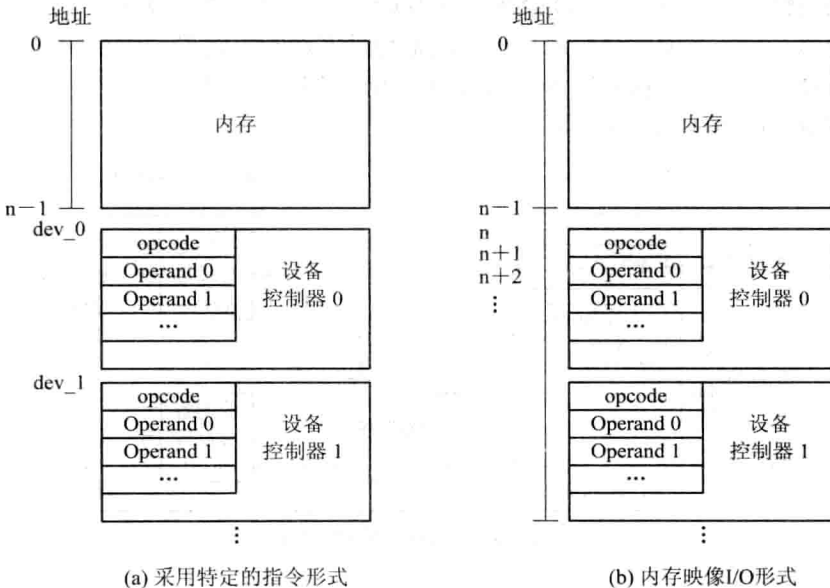 地址
0
内存
n－1
dev_0
opcode
Operand 0
Operand 1
…
设备
控制器 0
dev_1
opcode
Operand 0
Operand 1
…
设备
控制器 1
⋮
(a) 采用特定的指令形式
地址
0
内存
n－1
n
n＋1
n＋2
⋮
opcode
Operand 0
Operand 1
…
设备
控制器 0
opcode
Operand 0
Operand 1
…
设备
控制器 1
⋮
(b) 内存映像I/O形式